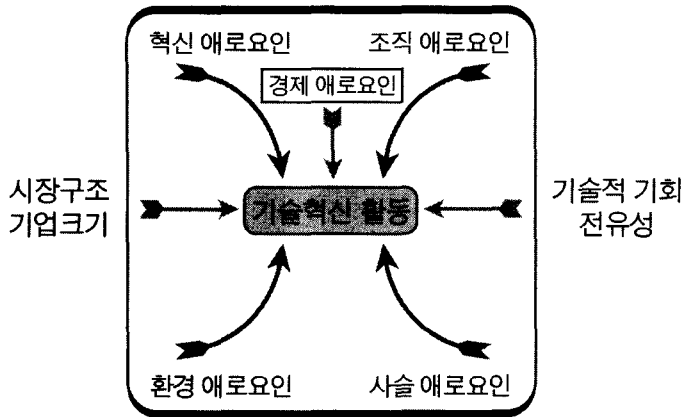 혁신 애로요인
조직 애로요인
경제 애로요인
시장구조
기업크기
기술혁신 활동
기술적 기회
전유성
환경 애로요인
사슬 애로요인